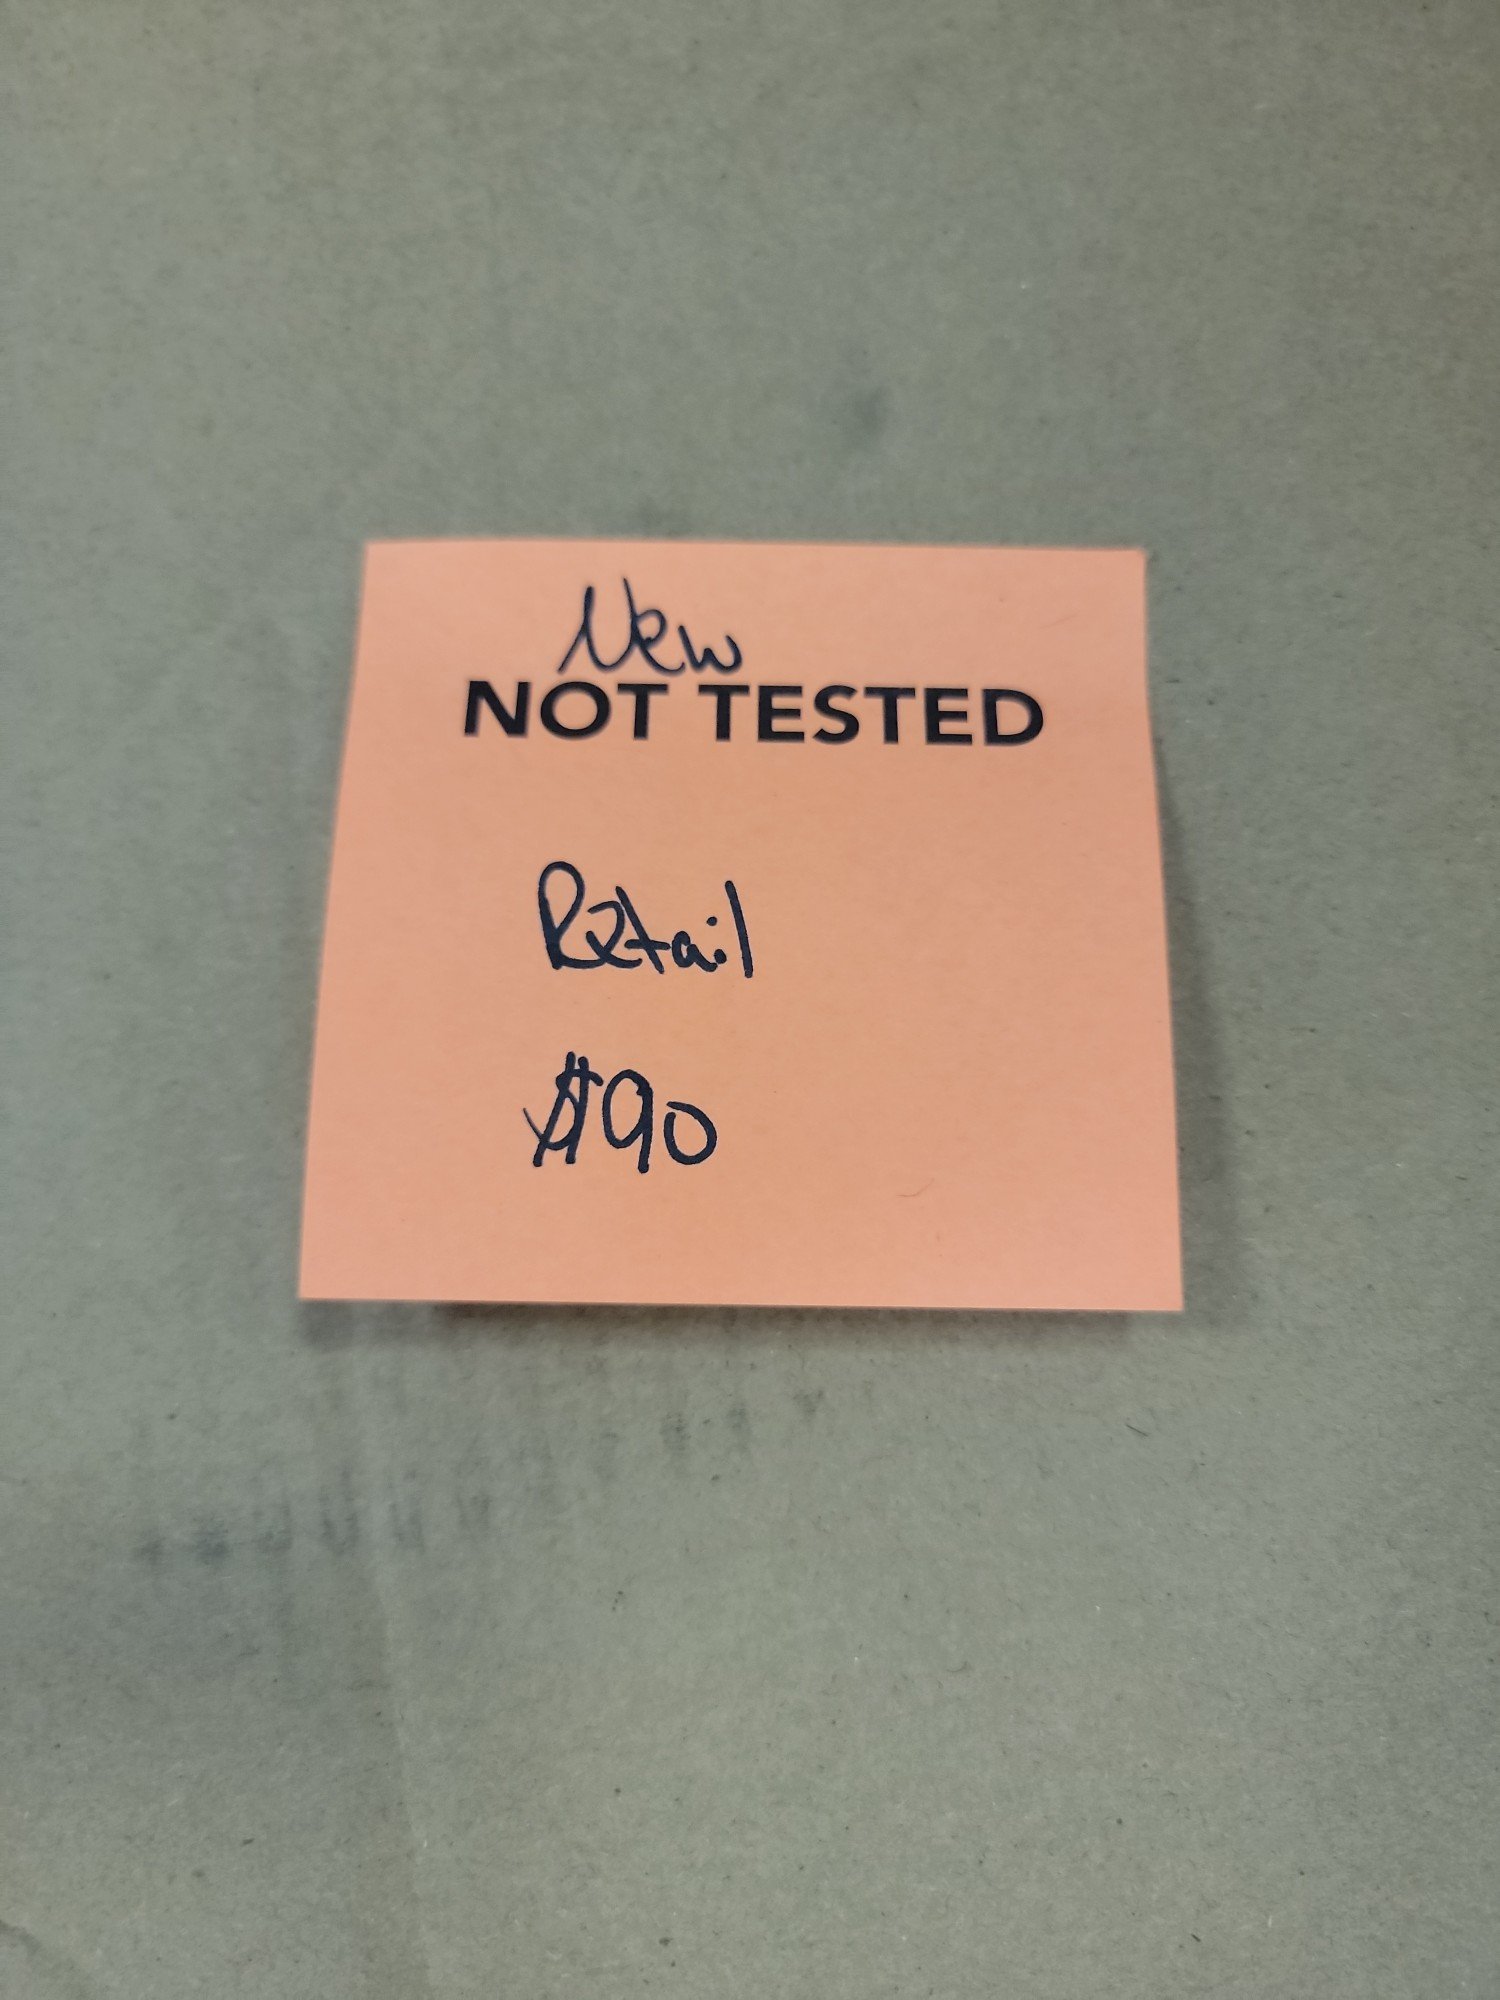 New
NOT TESTED
Retail
$90